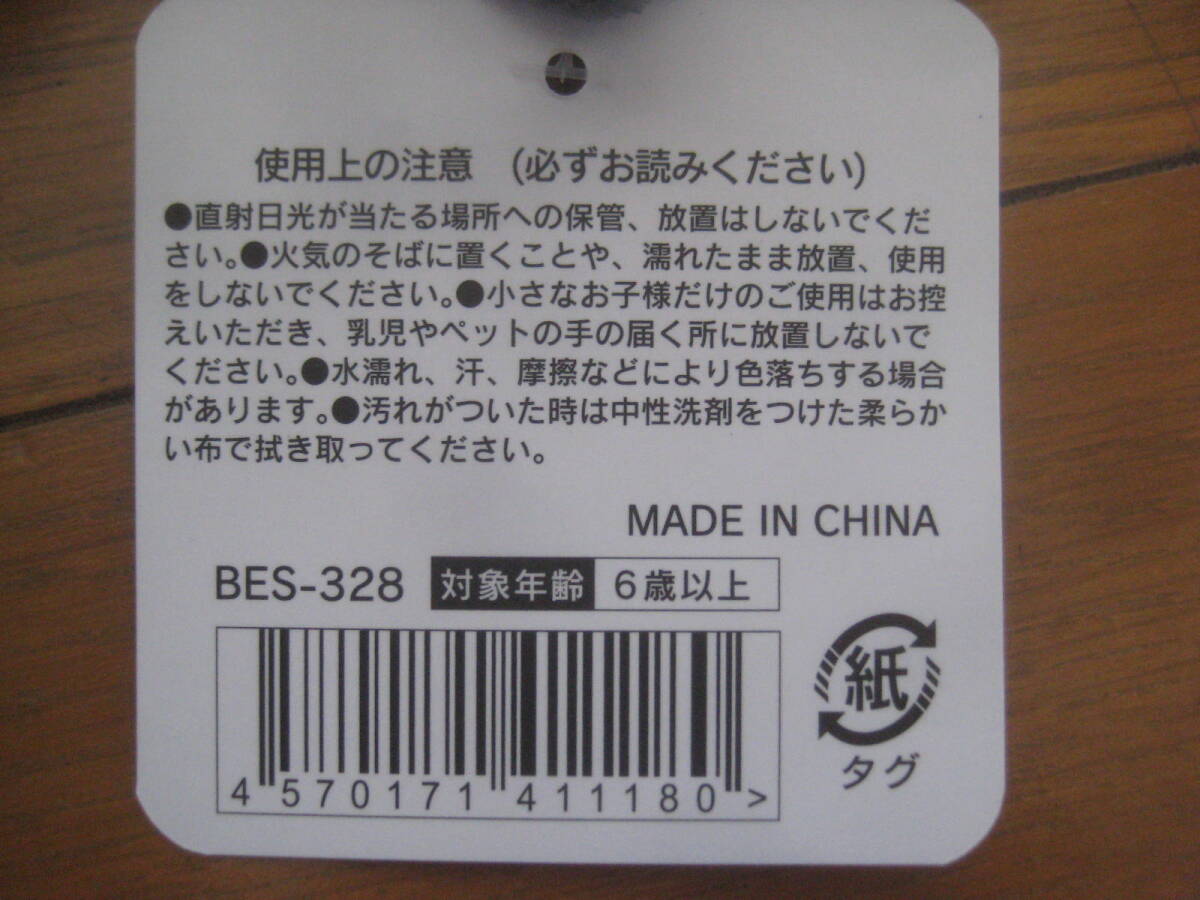 使用上の注意 (必ずお読みください)
●直射日光が当たる場所への保管、放置はしないでくだ
さい。●火気のそばに置くことや、濡れたまま放置、使用
をしないでください。●小さなお子様だけのご使用はお控
えいただき、乳児やペットの手の届く所に放置しないで
ください。●水濡れ、汗、摩擦などにより色落ちする場合
があります。●汚れがついた時は中性洗剤をつけた柔らか
い布で拭き取ってください。
MADE IN CHINA
BES-328 対象年齢 6歳以上
4 570171 411180 >
紙
タグ